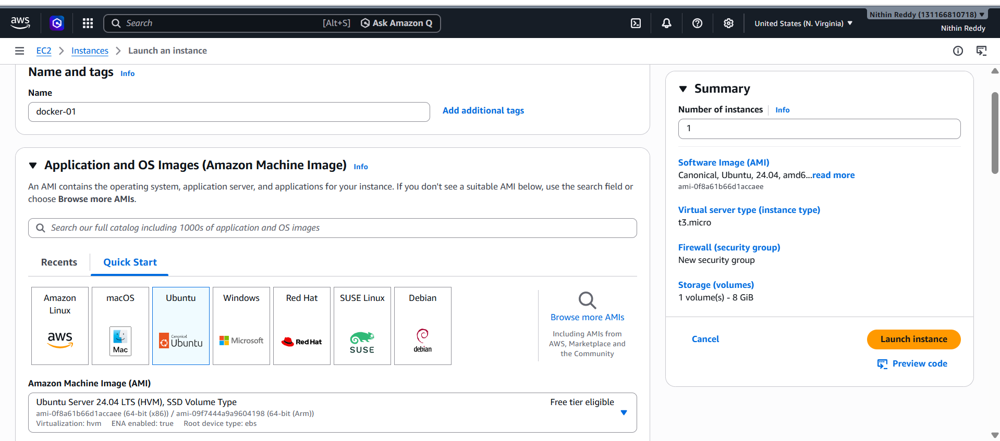 aws
Search [Alt+S] Ask Amazon Q
United States (N. Virginia)
Nithin Reddy (131166810718)
Nithin Reddy
EC2 Instances Launch an instance
Name and tags Info
Name
docker-01
Add additional tags
Application and OS Images (Amazon Machine Image) Info
An AMI contains the operating system, application server, and applications for your instance. If you don't see a suitable AMI below, use the search field or
choose Browse more AMIs.
Search our full catalog including 1000s of application and OS images
Recents Quick Start
Amazon
Linux
aws
macOS
Mac
Ubuntu
Canonical
Ubuntu
Windows
Microsoft
Red Hat
Red Hat
SUSE Linux
SUSE
Debian
debian
Browse more AMIs
Including AMIs from
AWS, Marketplace and
the Community
Amazon Machine Image (AMI)
Ubuntu Server 24.04 LTS (HVM), SSD Volume Type Free tier eligible
ami-0f8a61b66d1accaee (64-bit (x86)) / ami-09f7444a9a9604198 (64-bit (Arm))
Virtualization: hvm ENA enabled: true Root device type: ebs
Summary
Number of instances Info
1
Software Image (AMI)
Canonical, Ubuntu, 24.04, amd6...read more
ami-0f8a61b66d1accaee
Virtual server type (instance type)
t3.micro
Firewall (security group)
New security group
Storage (volumes)
1 volume(s) - 8 GiB
Cancel Launch instance
Preview code